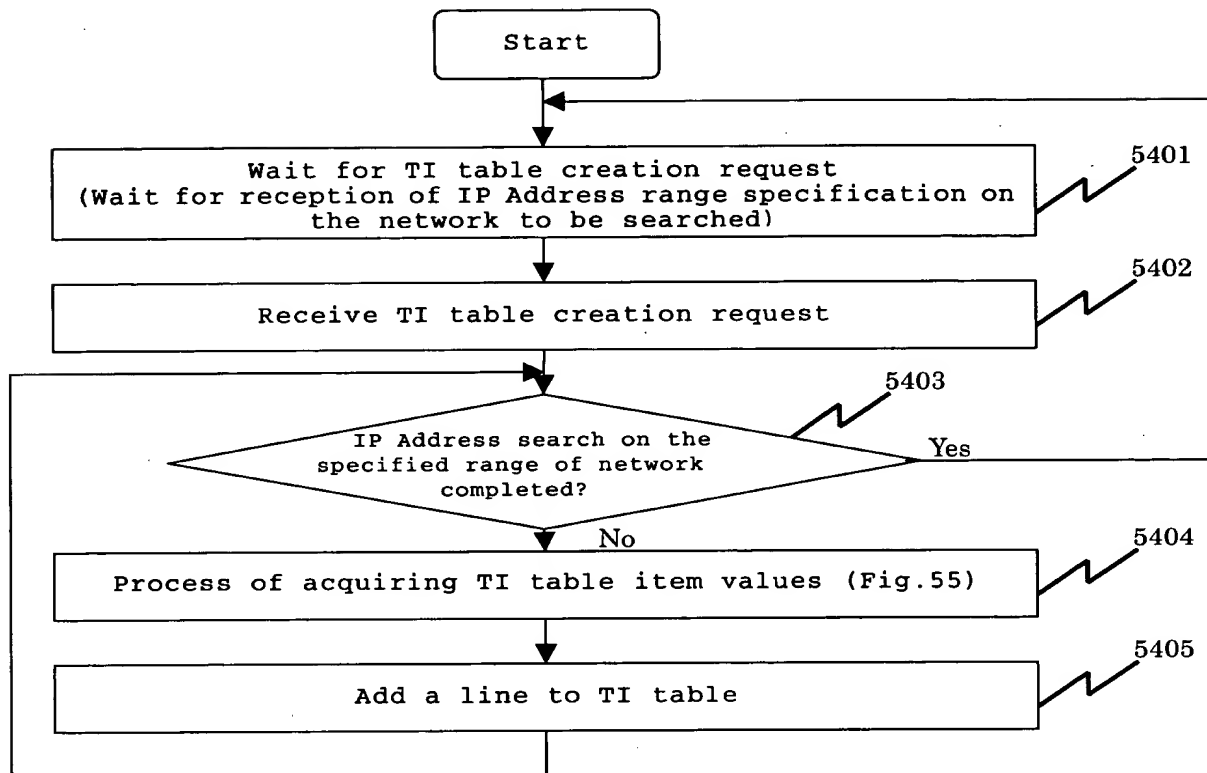 Start
Wait for TI table creation request
(Wait for reception of IP Address range specification on
the network to be searched)
5401
Receive TI table creation request
5402
IP Address search on the
specified range of network
completed?
5403
Yes
No
Process of acquiring TI table item values (Fig.55)
5404
Add a line to TI table
5405